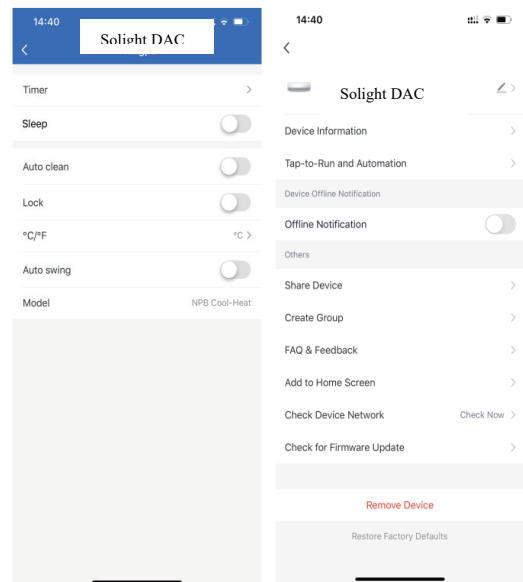 14:40
Solight DAC
Timer
Sleep
Auto clean
Lock
°C/°F
°C
Auto swing
Model
NPB Cool-Heat
14:40
Solight DAC
Device Information
Tap-to-Run and Automation
Device Offline Notification
Offline Notification
Others
Share Device
Create Group
FAQ & Feedback
Add to Home Screen
Check Device Network
Check Now
Check for Firmware Update
Remove Device
Restore Factory Defaults